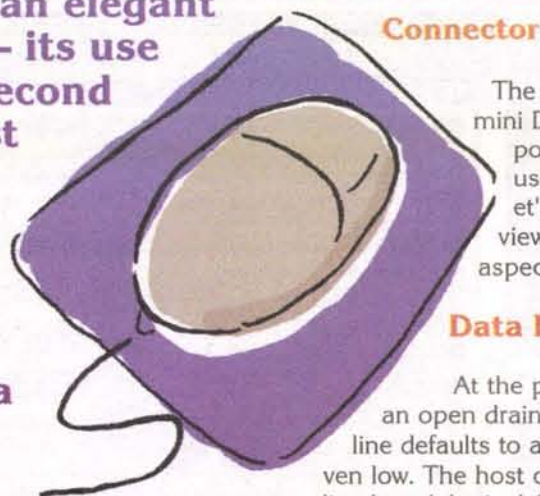 an elegant
– its use
econd
st
a
Connector
The
mini D
po
us
et'
view
aspec
Data
At the p
an open drain
line defaults to a
ven low. The host c